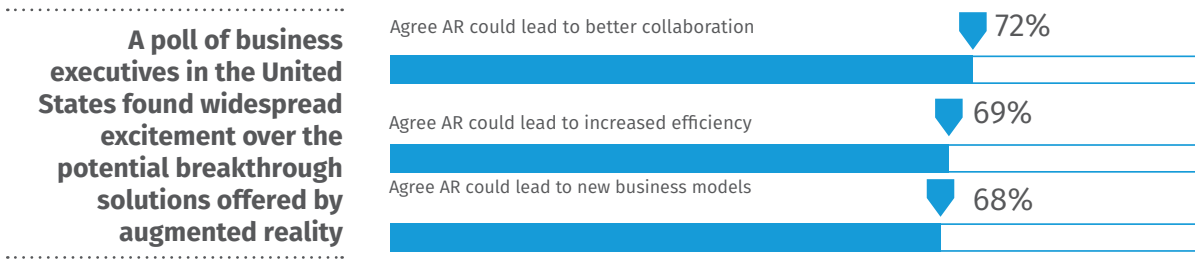 A poll of business
executives in the United
States found widespread
excitement over the
potential breakthrough
solutions offered by
augmented reality
Agree AR could lead to better collaboration
72%
Agree AR could lead to increased efficiency
69%
Agree AR could lead to new business models
68%